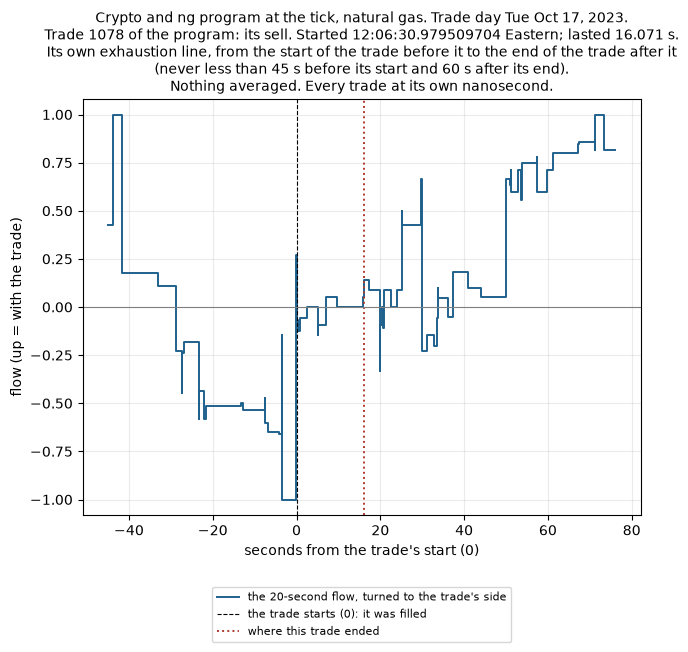 Crypto and ng program at the tick, natural gas. Trade day Tue Oct 17, 2023.
Trade 1078 of the program: its sell. Started 12:06:30.979509704 Eastern; lasted 16.071 s.
Its own exhaustion line, from the start of the trade before it to the end of the trade after it
(never less than 45 s before its start and 60 s after its end).
Nothing averaged. Every trade at its own nanosecond.
flow (up = with the trade)
1.00
0.75
0.50
0.25
0.00
−0.25
−0.50
−0.75
−1.00
−40 −20 0 20 40 60 80
seconds from the trade's start (0)
the 20-second flow, turned to the trade's side
the trade starts (0): it was filled
where this trade ended